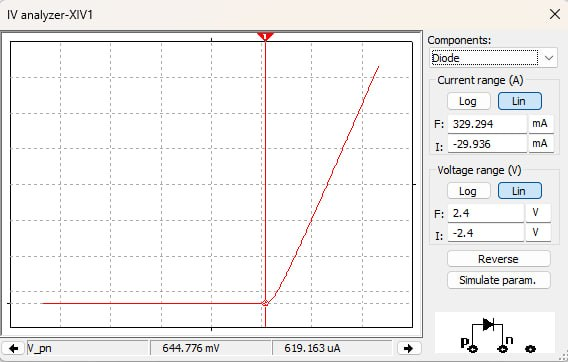 IV analyzer-XIV1
Components:
Diode
Current range (A)
Log Lin
F: 329.294 mA
I: -29.936 mA
Voltage range (V)
Log Lin
F: 2.4 V
I: -2.4 V
Reverse
Simulate param.
p n
V_pn 644.776 mV 619.163 uA
1